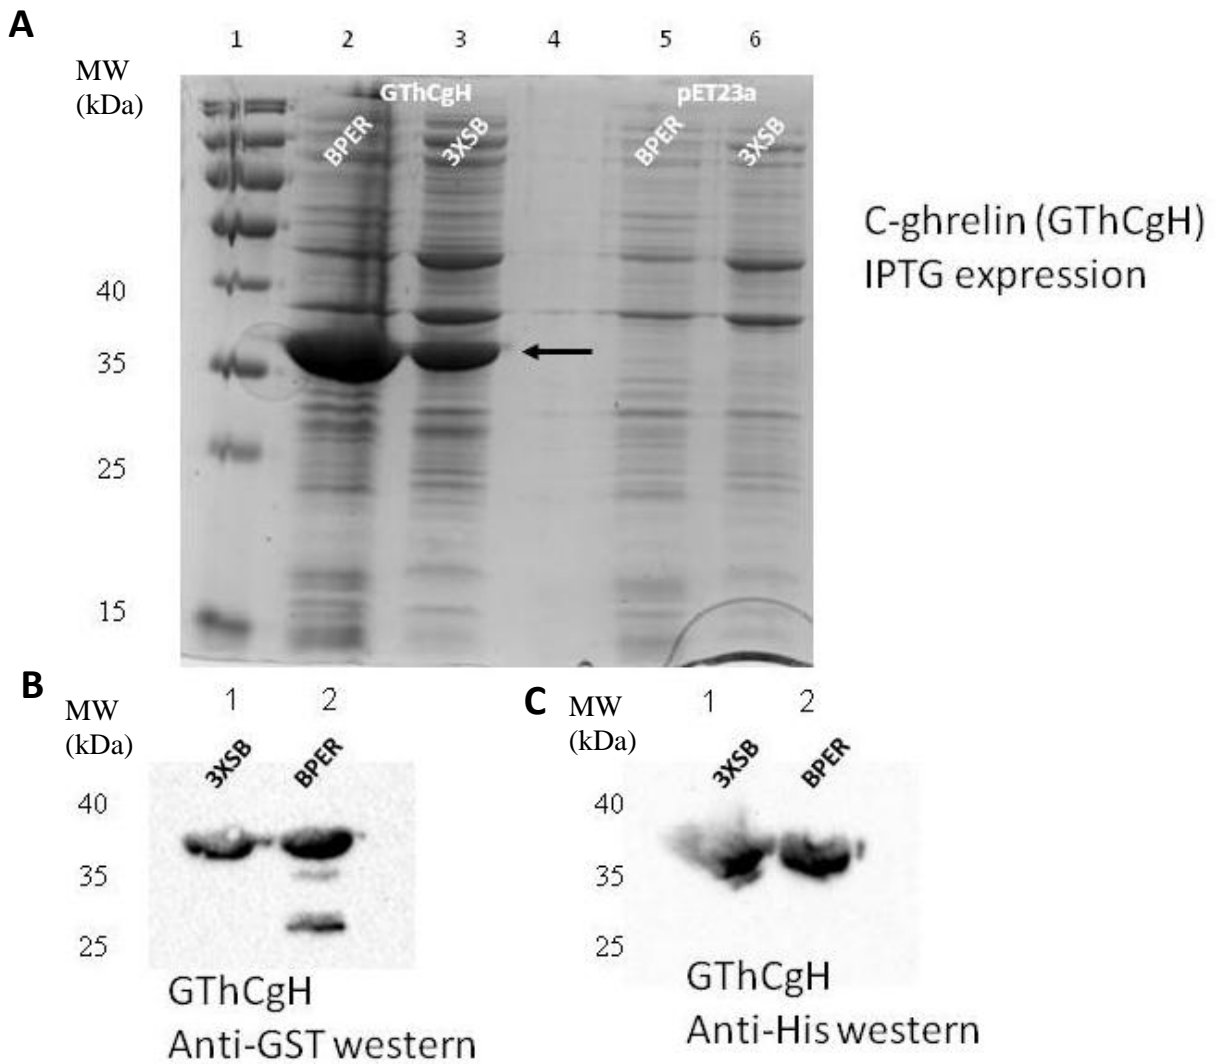 A
1 2 3 4 5 6
MW
(kDa)
GThCgH pET23a
BPER 3XSB BPER 3XSB
C-ghrelin (GThCgH)
IPTG expression
40
35
25
15
B
MW
(kDa)
1 2
3XSB BPER
40
35
25
GThCgH
Anti-GST western
C
MW
(kDa)
1 2
3XSB BPER
40
35
25
GThCgH
Anti-His western